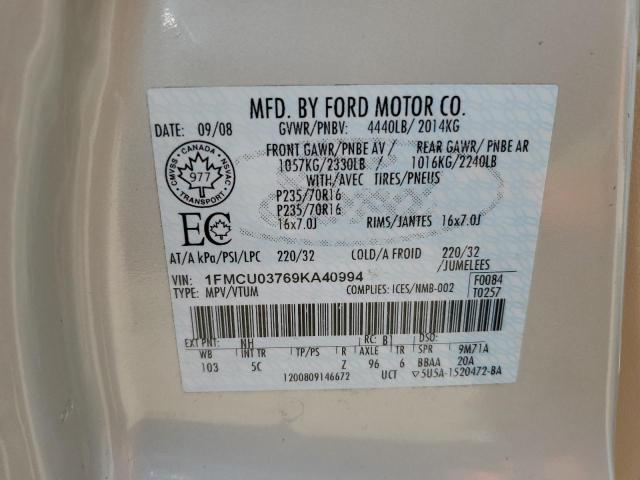 MFD. BY FORD MOTOR CO.
DATE: 09/08 GVWR/PNBV: 4440LB/ 2014KG
FRONT GAWR/PNBE AV / REAR GAWR/ PNBE AR
1057KG/2330LB 1016KG/2240LB
WITH/AVEC TIRES/PNEUS
P235/70R16
P235/70R16
16x7.0J RIMS/JANTES 16x7.0J
CMVSS CANADA NSVAC
977
TRANSPORT
EC
AT/A kPa/PSI/LPC 220/32 COLD/A FROID 220/32
/JUMELEES
VIN: 1FMCU03769KA40994 F0084
TYPE: MPV/VTUM COMPLIES: ICES/NMB-002 T0257
EXT PNT: NH RC: B DSO:
WB INT TR TP/PS R AXLE TR SPR 9M71A
103 5C Z 96 6 BBAA 20A
1200809146672 UCT 5U5A-1520472-BA